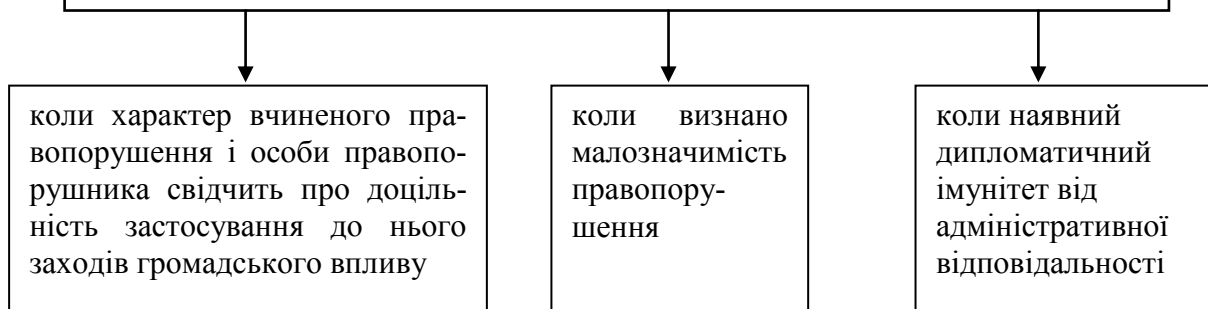 коли характер вчиненого пра-
вопорушення і особи правопо-
рушника свідчить про доціль-
ність застосування до нього
заходів громадського впливу
коли визнано
малозначимість
правопору-
шення
коли наявний
дипломатичний
імунітет від
адміністративної
відповідальності